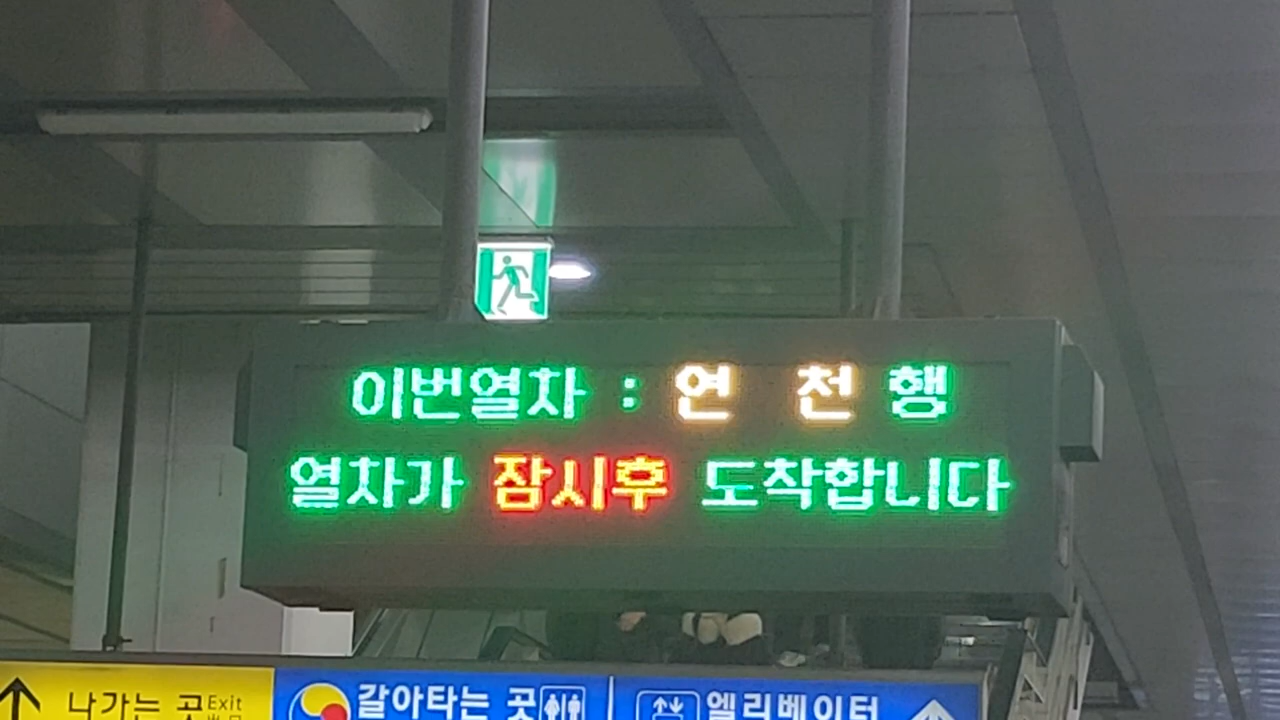 이번열차 : 연 천 행
열차가 잠시후 도착합니다
나가는 곳 Exit
갈아타는 곳
엘리베이터